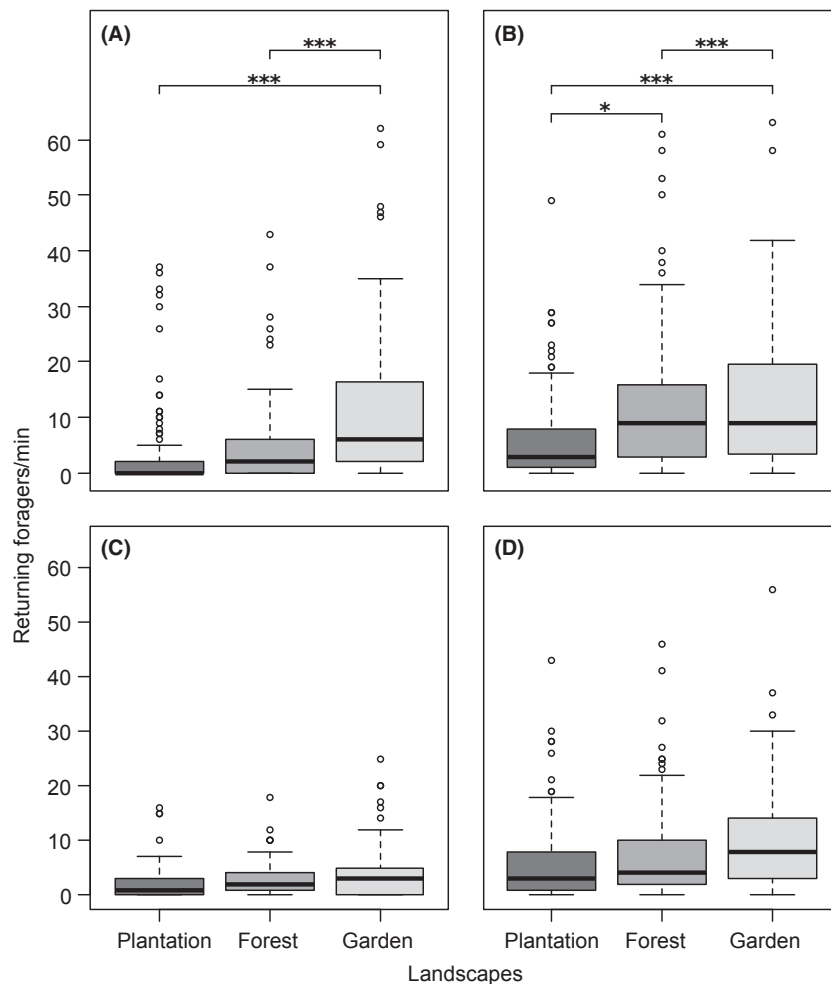 (A)
***
***
(B)
***
***
*
60
50
40
30
20
10
0
(C)
(D)
60
50
40
30
20
10
0
Returning foragers/min
Plantation Forest Garden
Plantation Forest Garden
Landscapes